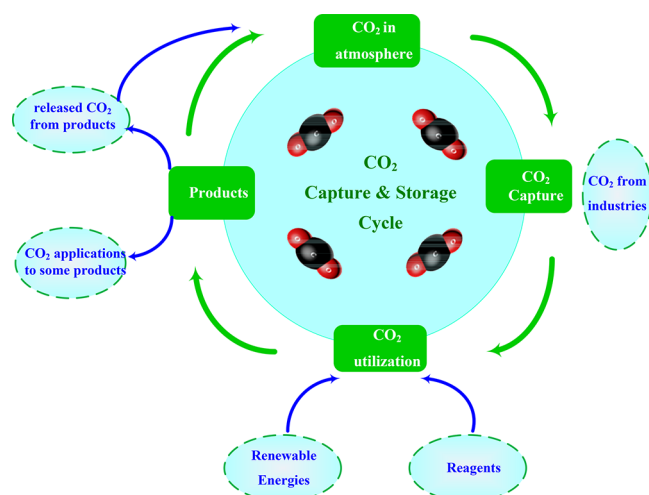 CO₂ in
atmosphere
released CO₂
from products
CO₂
Capture & Storage
Cycle
Products
CO₂
Capture
CO₂ from
industries
CO₂ applications
to some products
CO₂
utilization
Renewable
Energies
Reagents
O
C
O
O
C
O
O
C
O
O
C
O